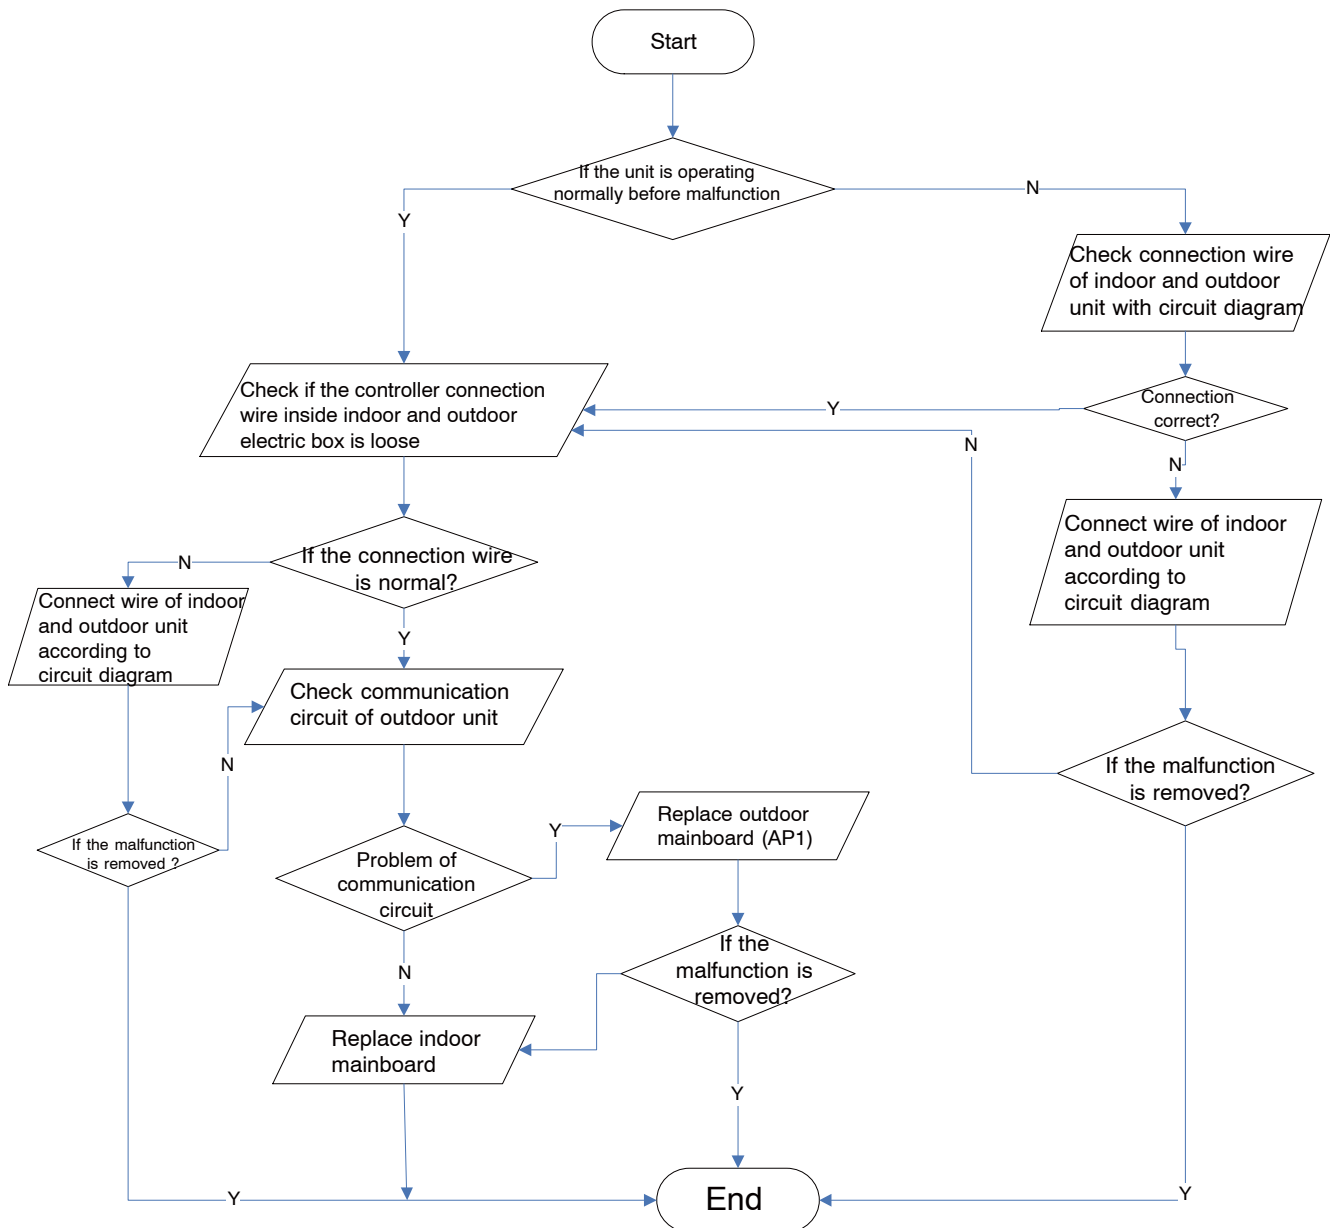 Start
If the unit is operating
normally before malfunction
N
Y
Check connection wire
of indoor and outdoor
unit with circuit diagram
Check if the controller connection
wire inside indoor and outdoor
electric box is loose
Y
Connection
correct?
N
N
Connect wire of indoor
and outdoor unit
according to
circuit diagram
If the connection wire
is normal?
N
Connect wire of indoor
and outdoor unit
according to
circuit diagram
Y
Check communication
circuit of outdoor unit
N
If the malfunction
is removed?
Replace outdoor
mainboard (AP1)
Y
If the malfunction
is removed ?
Problem of
communication
circuit
If the
malfunction is
removed?
N
Replace indoor
mainboard
Y
Y
End
Y